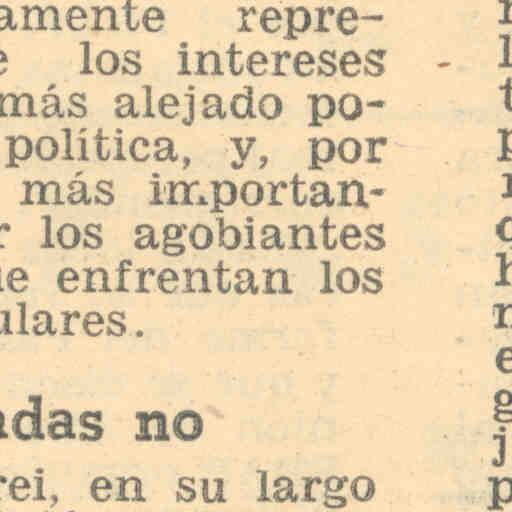 amente repre-
e los intereses
más alejado po-
política, y, por
más importan-
r los agobiantes
ue enfrentan los
ulares.
adas no
rei, en su largo